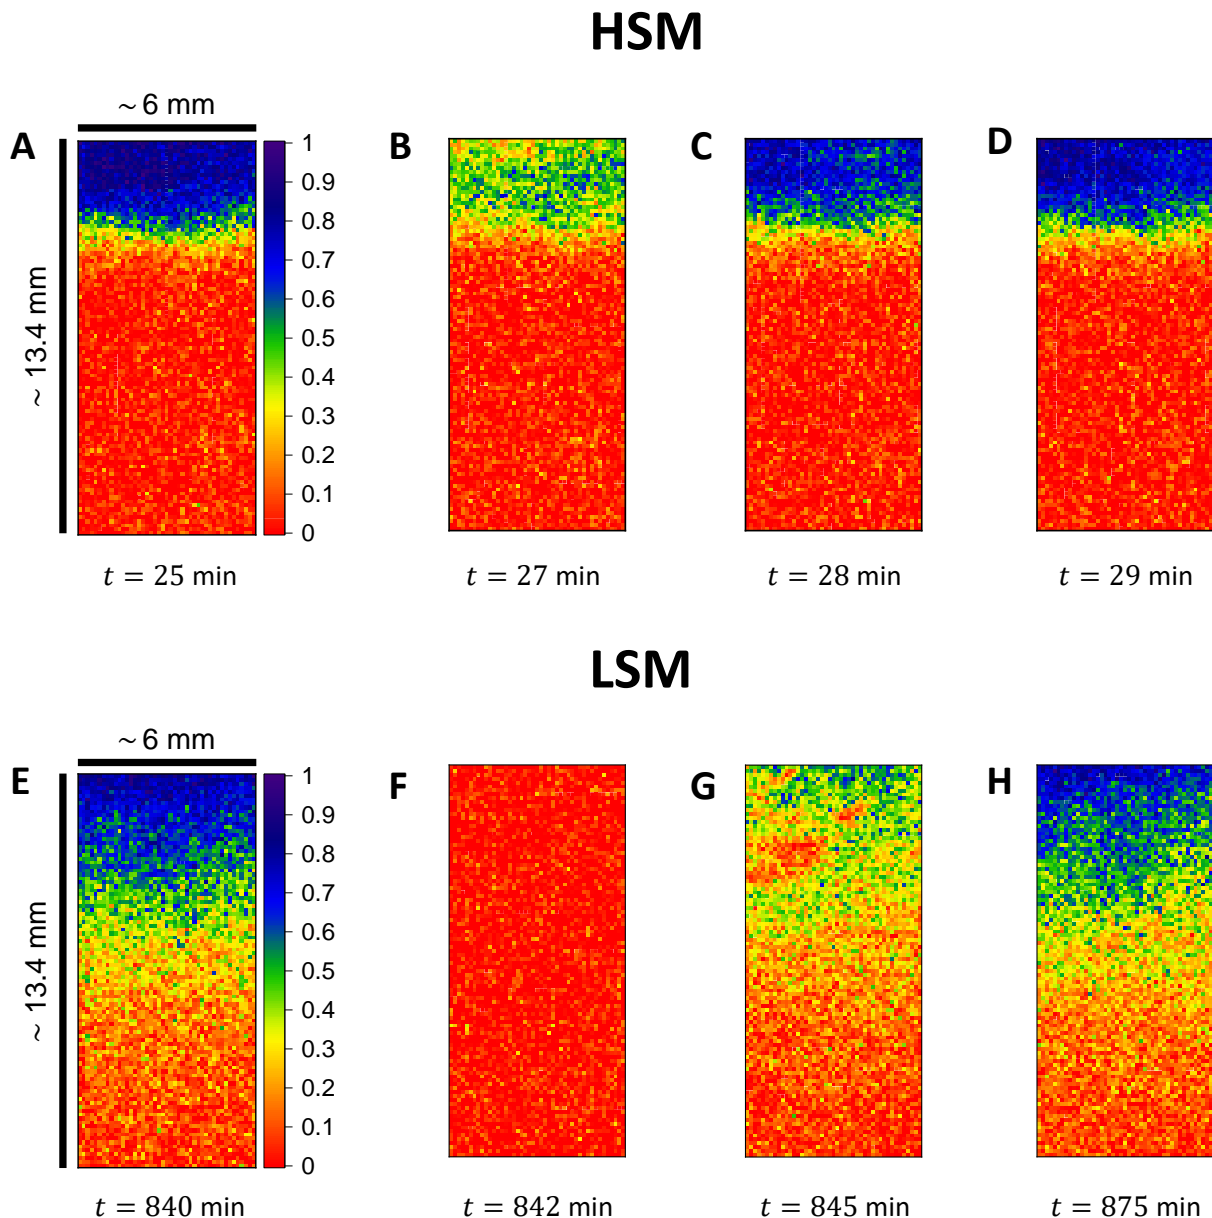 HSM
~ 6 mm
A
B
C
D
~ 13.4 mm
1
0.9
0.8
0.7
0.6
0.5
0.4
0.3
0.2
0.1
0
t = 25 min
t = 27 min
t = 28 min
t = 29 min
LSM
~ 6 mm
E
F
G
H
~ 13.4 mm
1
0.9
0.8
0.7
0.6
0.5
0.4
0.3
0.2
0.1
0
t = 840 min
t = 842 min
t = 845 min
t = 875 min